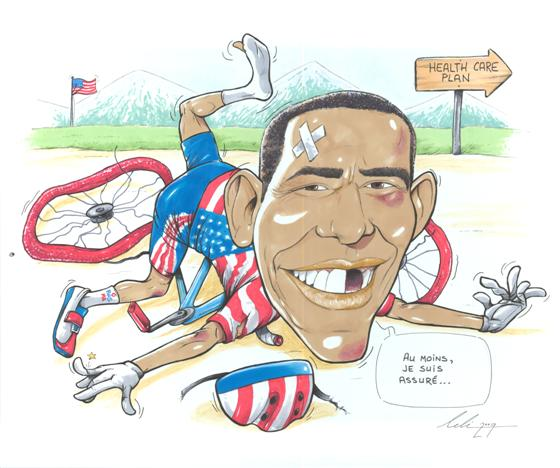 HEALTH CARE
PLAN
AU MOINS,
JE SUIS
ASSURÉ...